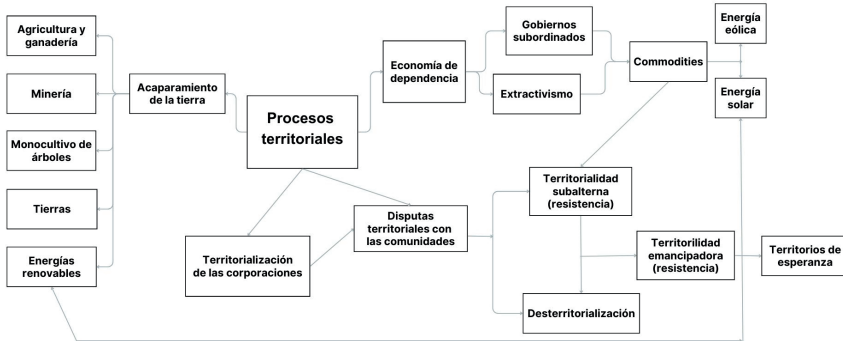 Agricultura y
ganadería
Minería
Monocultivo de
árboles
Tierras
Energías
renovables
Acaparamiento
de la tierra
Procesos
territoriales
Territorialización
de las corporaciones
Economía de
dependencia
Disputas
territoriales con
las comunidades
Gobiernos
subordinados
Extractivismo
Commodities
Energía
eólica
Energía
solar
Territorialidad
subalterna
(resistencia)
Territorilidad
emancipadora
(resistencia)
Desterritorialización
Territorios de
esperanza